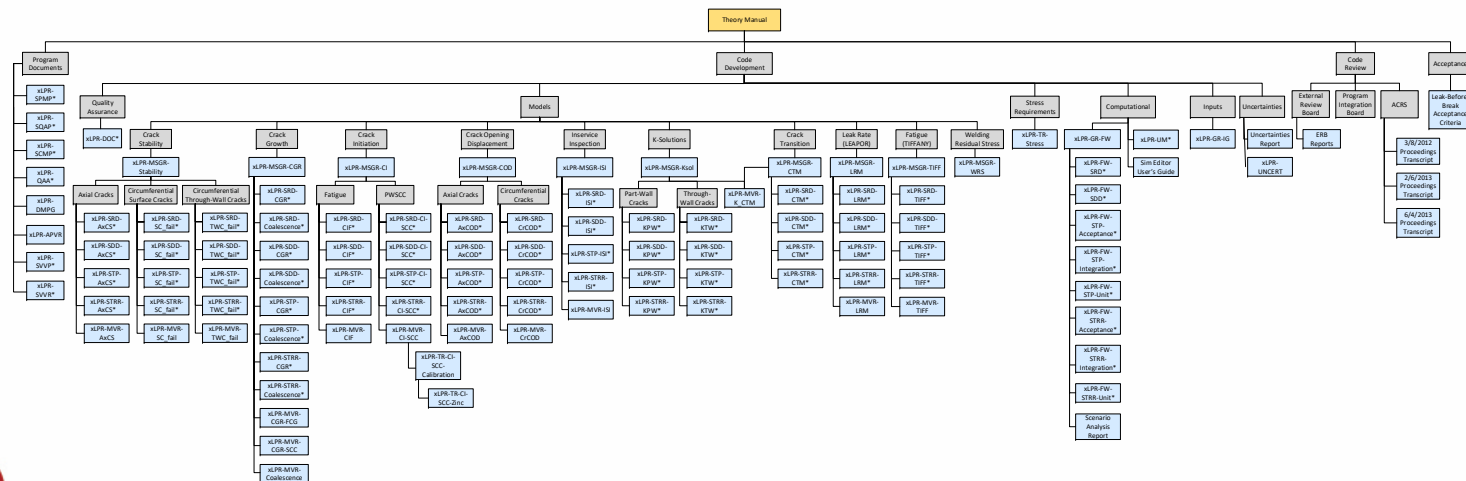 Theory Manual
Program
Documents
Code
Development
Code
Review
Acceptance
xLPR-
SPMP*
xLPR-
SQAP*
xLPR-
SCMP*
xLPR-
QAA*
xLPR-
DMPG
xLPR-APVR
xLPR-
SVVP*
xLPR-
SVVR*
Quality
Assurance
xLPR-DOC*
Models
Crack
Stability
xLPR-MSGR-
Stability
Axial Cracks
xLPR-SRD-
AxCS*
xLPR-SDD-
AxCS*
xLPR-STP-
AxCS*
xLPR-STRR-
AxCS*
xLPR-MVR-
AxCS
Circumferential
Surface Cracks
xLPR-SRD-
SC_fail*
xLPR-SDD-
SC_fail*
xLPR-STP-
SC_fail*
xLPR-STRR-
SC_fail*
xLPR-MVR-
SC_fail
Circumferential
Through-Wall Cracks
xLPR-SRD-
TWC_fail*
xLPR-SDD-
TWC_fail*
xLPR-STP-
TWC_fail*
xLPR-STRR-
TWC_fail*
xLPR-MVR-
TWC_fail
Crack
Growth
xLPR-MSGR-CGR
xLPR-SRD-
CGR*
xLPR-SRD-
Coalescence*
xLPR-SDD-
CGR*
xLPR-SDD-
Coalescence*
xLPR-STP-
CGR*
xLPR-STP-
Coalescence*
xLPR-STRR-
CGR*
xLPR-STRR-
Coalescence*
xLPR-MVR-
CGR-FCG
xLPR-MVR-
CGR-SCC
xLPR-MVR-
Coalescence
Crack
Initiation
xLPR-MSGR-CI
Fatigue
xLPR-SRD-
CIF*
xLPR-SDD-
CIF*
xLPR-STP-
CIF*
xLPR-STRR-
CIF*
xLPR-MVR-
CIF
PWSCC
xLPR-SRD-CI-
SCC*
xLPR-SDD-CI-
SCC*
xLPR-STP-CI-
SCC*
xLPR-STRR-
CI-SCC*
xLPR-MVR-
CI-SCC
xLPR-TR-CI-
SCC-
Calibration
xLPR-TR-CI-
SCC-Zinc
Crack Opening
Displacement
xLPR-MSGR-COD
Axial Cracks
xLPR-SRD-
AxCOD*
xLPR-SDD-
AxCOD*
xLPR-STP-
AxCOD*
xLPR-STRR-
AxCOD*
xLPR-MVR-
AxCOD
Circumferential
Cracks
xLPR-SRD-
CrCOD*
xLPR-SDD-
CrCOD*
xLPR-STP-
CrCOD*
xLPR-STRR-
CrCOD*
xLPR-MVR-
CrCOD
Inservice
Inspection
xLPR-MSGR-ISI
xLPR-SRD-
ISI*
xLPR-SDD-
ISI*
xLPR-STP-ISI*
xLPR-STRR-
ISI*
xLPR-MVR-ISI
K-Solutions
xLPR-MSGR-Ksol
Part-Wall
Cracks
xLPR-SRD-
KPW*
xLPR-SDD-
KPW*
xLPR-STP-
KPW*
xLPR-STRR-
KPW*
Through-
Wall Cracks
xLPR-SRD-
KTW*
xLPR-SDD-
KTW*
xLPR-STP-
KTW*
xLPR-STRR-
KTW*
xLPR-MVR-
K_CTM
Crack
Transition
xLPR-MSGR-
CTM
xLPR-SRD-
CTM*
xLPR-SDD-
CTM*
xLPR-STP-
CTM*
xLPR-STRR-
CTM*
Leak Rate
(LEAPOR)
xLPR-MSGR-
LRM
xLPR-SRD-
LRM*
xLPR-SDD-
LRM*
xLPR-STP-
LRM*
xLPR-STRR-
LRM*
xLPR-MVR-
LRM
Fatigue
(TIFFANY)
xLPR-MSGR-TIFF
xLPR-SRD-
TIFF*
xLPR-SDD-
TIFF*
xLPR-STP-
TIFF*
xLPR-STRR-
TIFF*
xLPR-MVR-
TIFF
Welding
Residual Stress
xLPR-MSGR-
WRS
Stress
Requirements
xLPR-TR-
Stress
Computational
xLPR-GR-FW
xLPR-FW-
SRD*
xLPR-FW-
SDD*
xLPR-FW-
STP-
Acceptance*
xLPR-FW-
STP-
Integration*
xLPR-FW-
STP-Unit*
xLPR-FW-
STRR-
Acceptance*
xLPR-FW-
STRR-
Integration*
xLPR-FW-
STRR-Unit*
Scenario
Analysis
Report
xLPR-UM*
Sim Editor
User's Guide
Inputs
xLPR-GR-IG
Uncertainties
Uncertainties
Report
xLPR-
UNCERT
External
Review
Board
ERB
Reports
Program
Integration
Board
ACRS
3/8/2012
Proceedings
Transcript
2/6/2013
Proceedings
Transcript
6/4/2013
Proceedings
Transcript
Leak-Before-
Break
Acceptance
Criteria